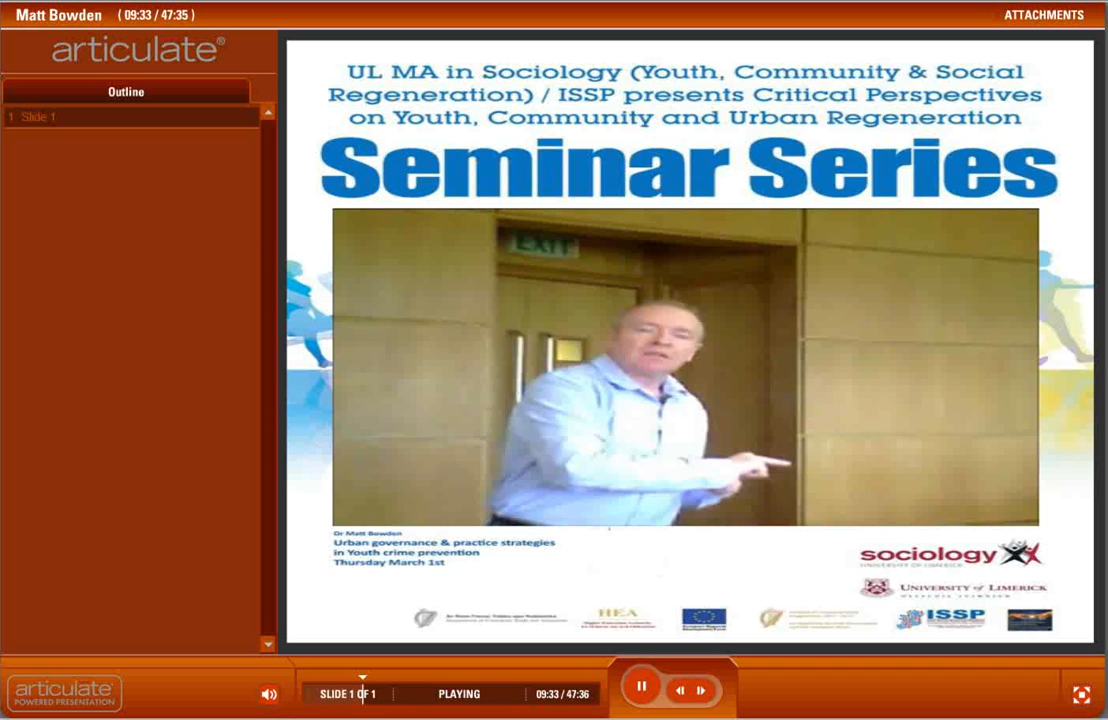 Matt Bowden ( 09:33 / 47:35 )
ATTACHMENTS
articulate®
Outline
1 Slide 1
UL MA in Sociology (Youth, Community & Social
Regeneration) / ISSP presents Critical Perspectives
on Youth, Community and Urban Regeneration
Seminar Series
EXIT
Dr Matt Bowden
Urban governance & practice strategies
in Youth crime prevention
Thursday March 1st
sociology
UNIVERSITY OF LIMERICK
UNIVERSITY of LIMERICK
HEA
ISSP
articulate®
POWERED PRESENTATION
SLIDE 1 OF 1
PLAYING
09:33 / 47:36